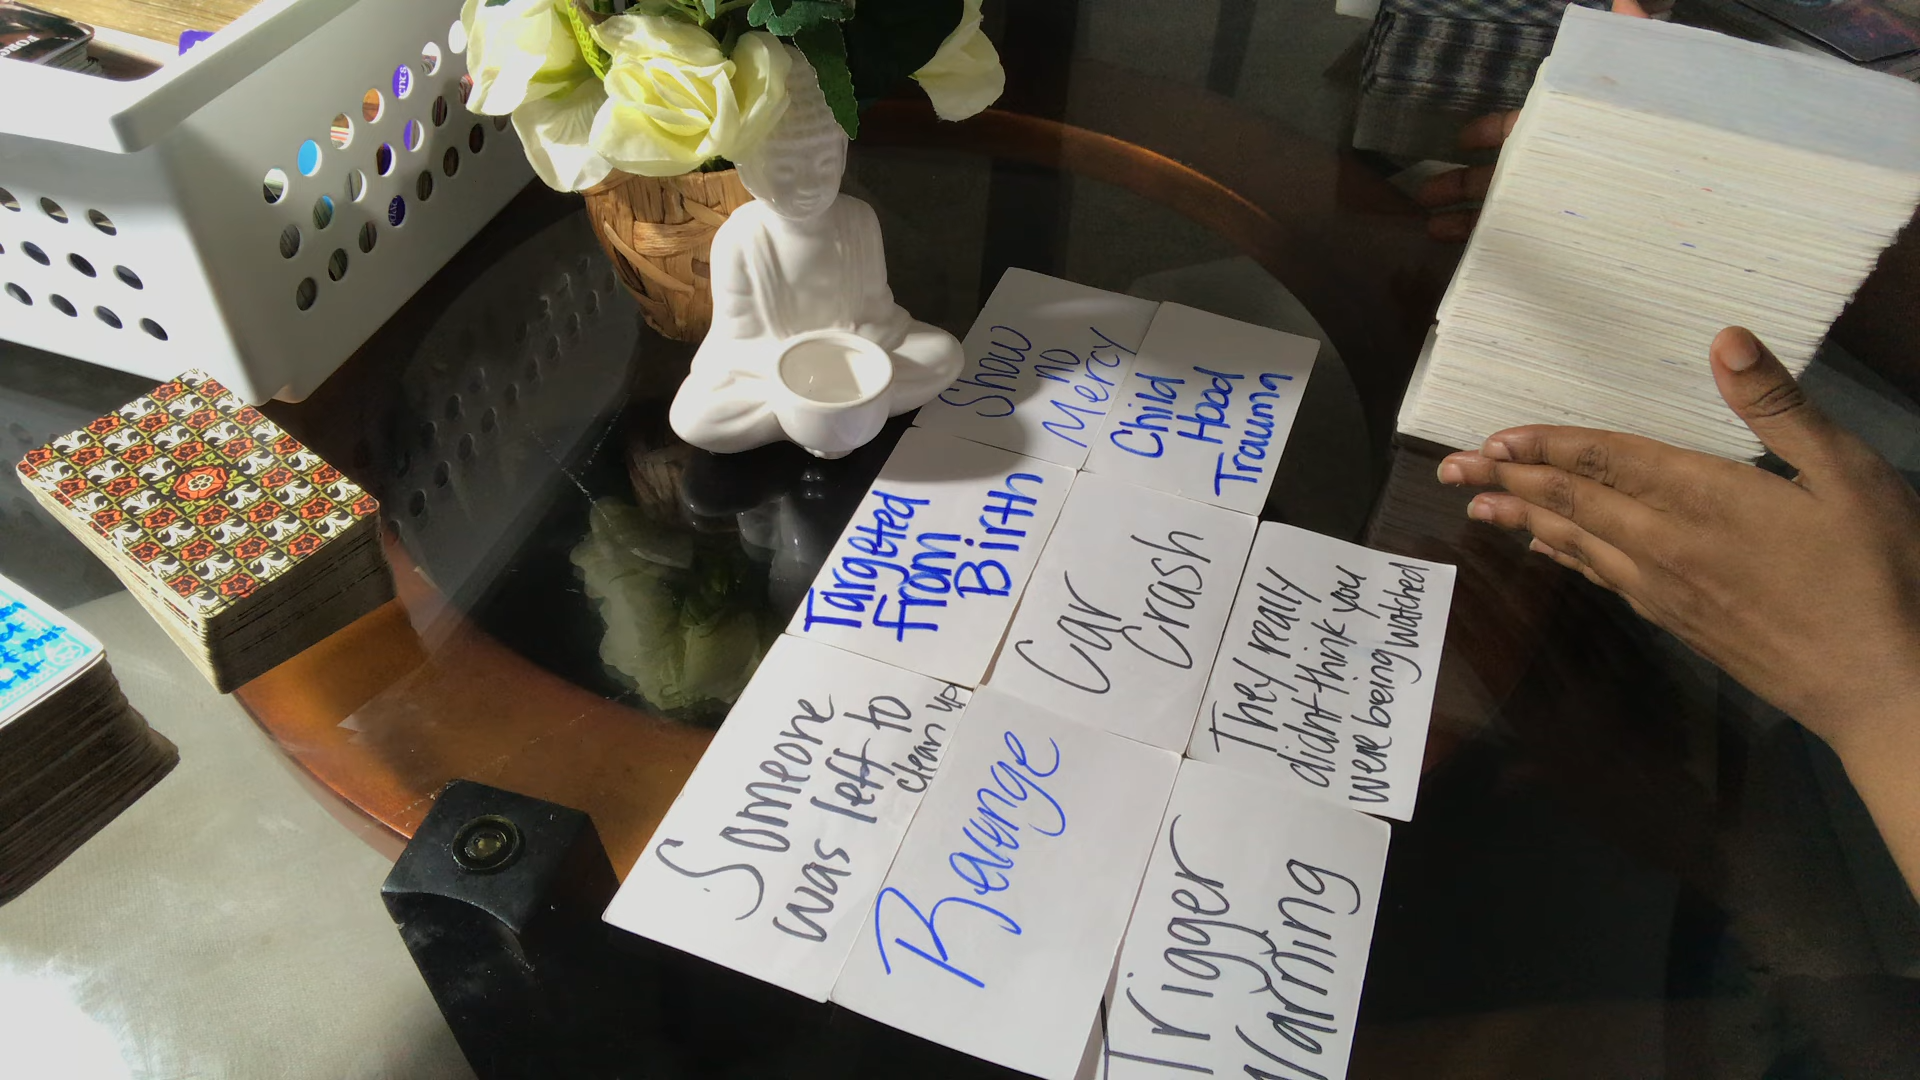 Show
no
Mercy
Child
Hood
Trauma
Targeted
From
Birth
Car
Crash
They really
didnt think you
were being watched
Someone
was left to
clean up
Revenge
Trigger
Warning